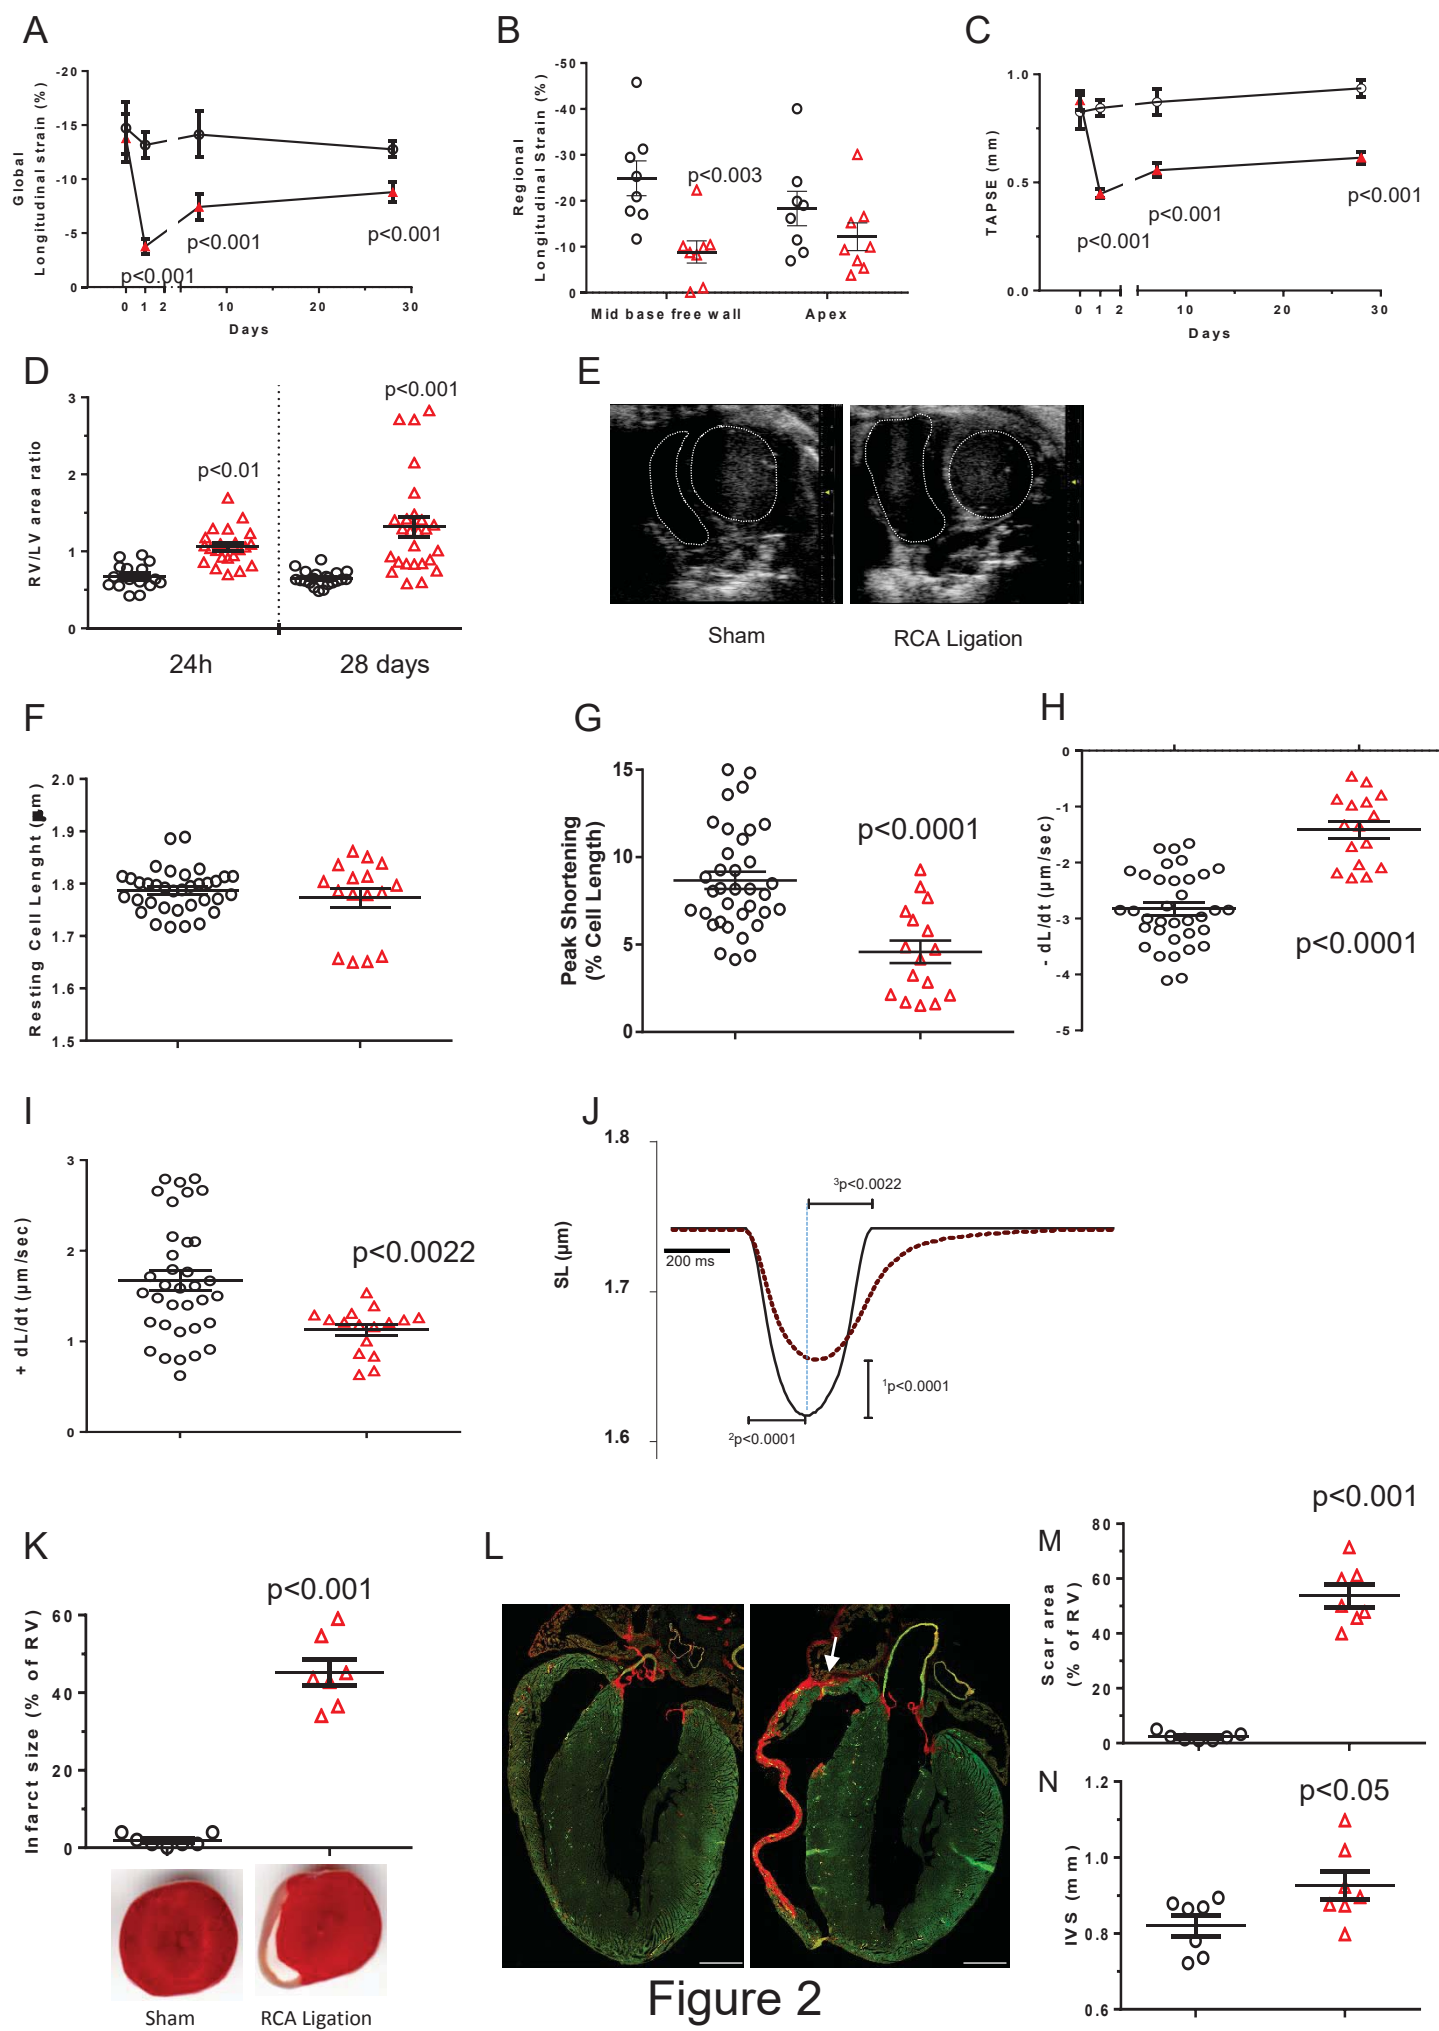 A
Global
Longitudinal strain (%)
-20
-15
-10
-5
0
p<0.001
p<0.001
p<0.001
0 1 2 10 20 30
Days
B
Regional
Longitudinal Strain (%)
-50
-40
-30
-20
-10
0
p<0.003
Mid base free wall Apex
C
TAPSE (mm)
1.0
0.5
0.0
p<0.001
p<0.001
p<0.001
0 1 2 10 20 30
Days
D
RV/LV area ratio
3
2
1
0
p<0.01
p<0.001
24h 28 days
E
Sham RCA Ligation
F
Resting Cell Lenght (µm)
2.0
1.9
1.8
1.7
1.6
1.5
G
Peak Shortening
(% Cell Length)
15
10
5
0
p<0.0001
H
- dL/dt (µm/sec)
0
-1
-2
-3
-4
-5
p<0.0001
I
+ dL/dt (µm/sec)
3
2
1
0
p<0.0022
J
SL (µm)
1.8
1.7
1.6
200 ms
3p<0.0022
1p<0.0001
2p<0.0001
K
Infarct size (% of RV)
60
40
20
0
p<0.001
Sham RCA Ligation
L
M
Scar area
(% of RV)
80
60
40
20
0
p<0.001
N
IVS (mm)
1.2
1.0
0.8
0.6
p<0.05
Figure 2